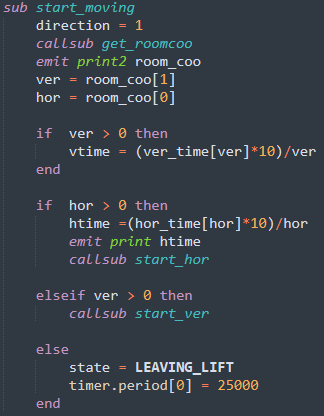 sub start_moving
direction = 1
callsub get_roomcoo
emit print2 room_coo
ver = room_coo[1]
hor = room_coo[0]
if  ver > 0 then
vtime = (ver_time[ver]*10)/ver
end
if  hor > 0 then
htime =(hor_time[hor]*10)/hor
emit print htime
callsub start_hor
elseif ver > 0 then
callsub start_ver
else
state = LEAVING_LIFT
timer.period[0] = 25000
end